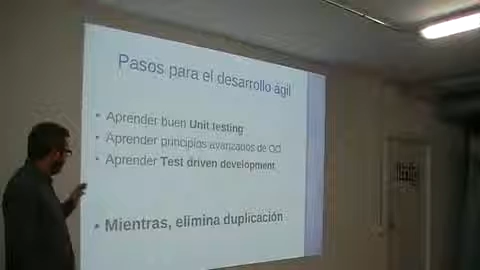 Pasos para el desarrollo ágil
• Aprender buen Unit testing
• Aprender principios avanzados de OO
• Aprender Test driven development
• Mientras, elimina duplicación